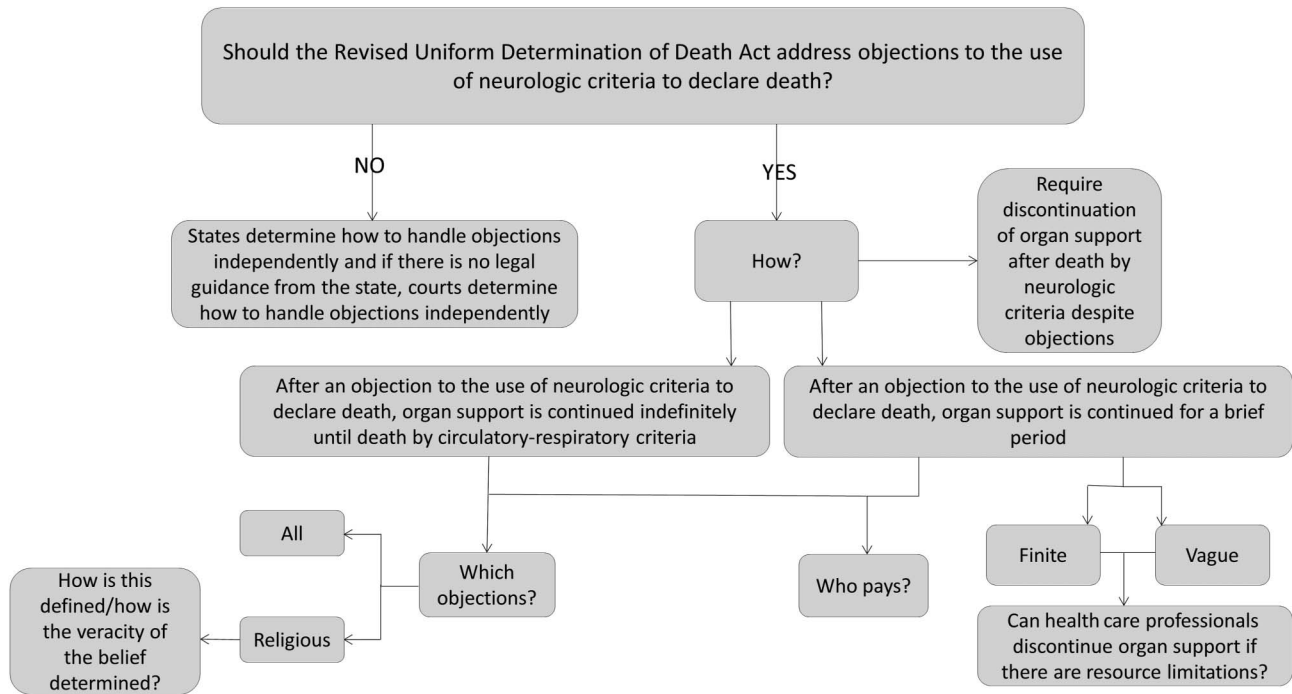 Should the Revised Uniform Determination of Death Act address objections to the use
of neurologic criteria to declare death?
NO
YES
States determine how to handle objections
independently and if there is no legal
guidance from the state, courts determine
how to handle objections independently
How?
Require
discontinuation
of organ support
after death by
neurologic
criteria despite
objections
After an objection to the use of neurologic criteria to
declare death, organ support is continued indefinitely
until death by circulatory-respiratory criteria
After an objection to the use of neurologic criteria to
declare death, organ support is continued for a brief
period
All
Religious
How is this
defined/how is
the veracity of
the belief
determined?
Which
objections?
Who pays?
Finite
Vague
Can health care professionals
discontinue organ support if
there are resource limitations?